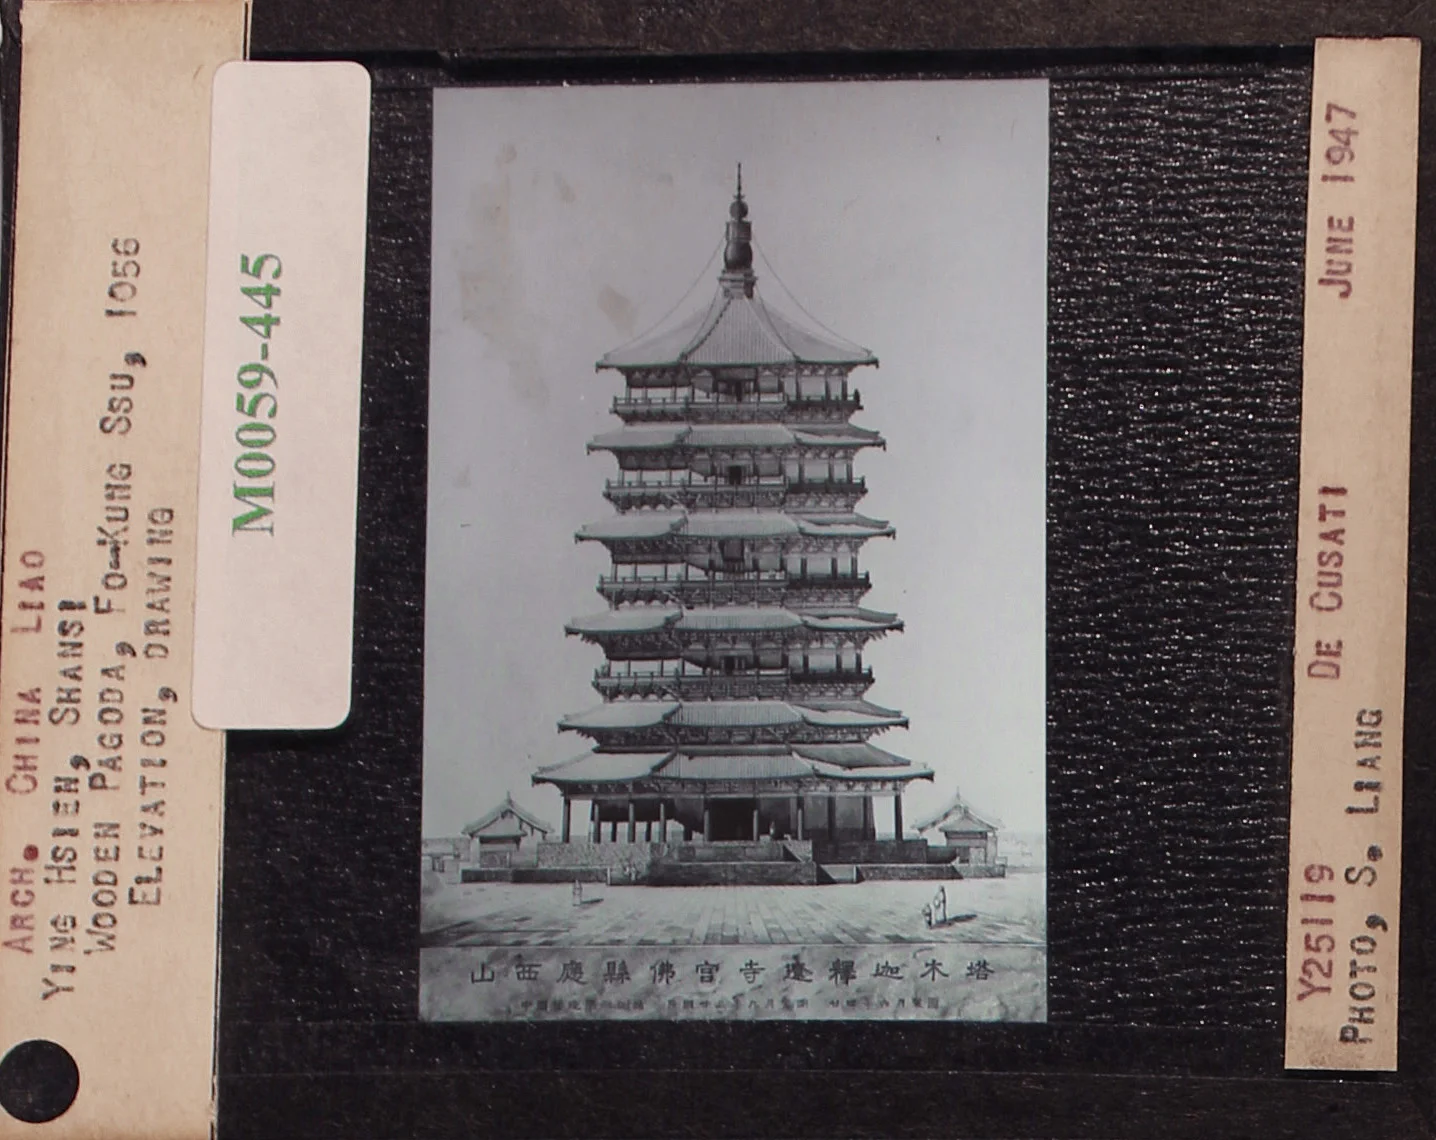 ARCH. CHINA LIAO
YING HSIEN, SHANSI
WOODEN PAGODA, FO-KUNG SSU, 1056
ELEVATION, DRAWING
M0059-445
山西應縣佛宮寺遼釋迦木塔
Y25119 DE CUSATI JUNE 1947
PHOTO, S. LIANG